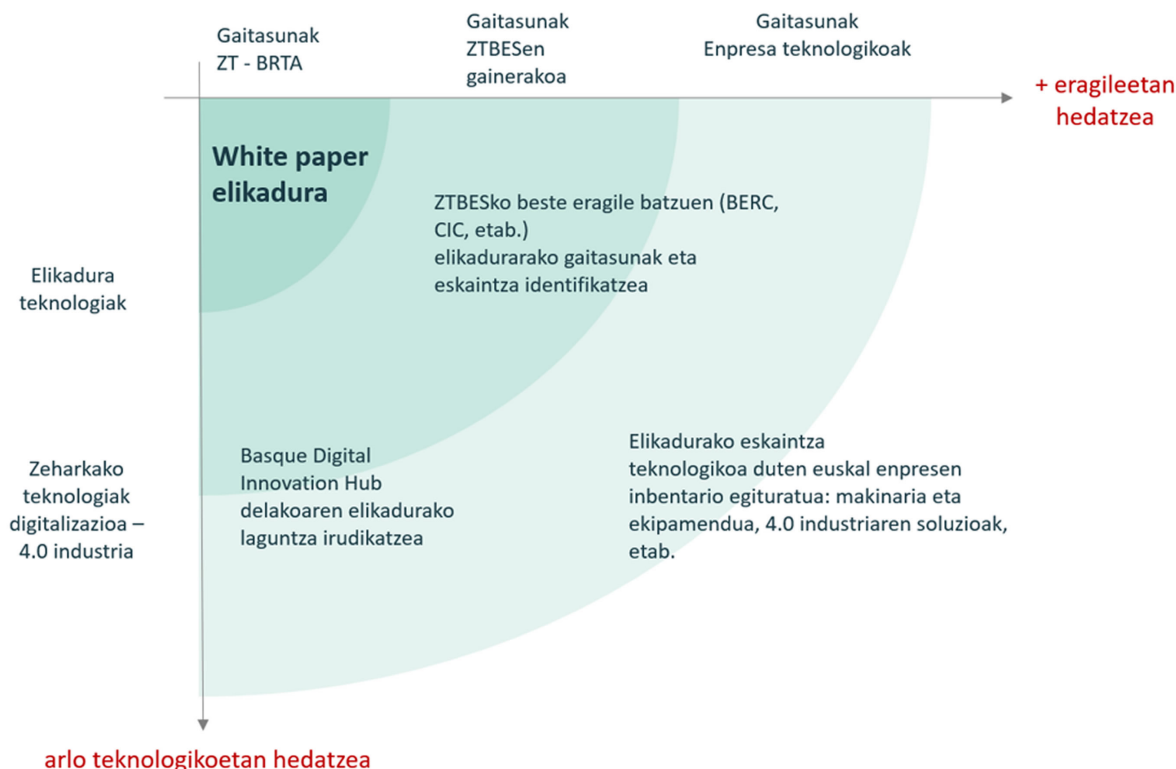 Gaitasunak
ZT - BRTA
Gaitasunak
ZTBESen
gainerakoa
Gaitasunak
Enpresa teknologikoak
+ eragileetan
hedatzea
White paper
elikadura
ZTBESko beste eragile batzuen (BERC,
CIC, etab.)
elikadurarako gaitasunak eta
eskaintza identifikatzea
Elikadura
teknologiak
Zeharkako
teknologiak
digitalizazioa –
4.0 industria
Basque Digital
Innovation Hub
delakoaren elikadurako
laguntza irudikatzea
Elikadurako eskaintza
teknologikoa duten euskal enpresen
inbentario egituratua: makinaria eta
ekipamendua, 4.0 industriaren soluzioak,
etab.
arlo teknologikoetan hedatzea